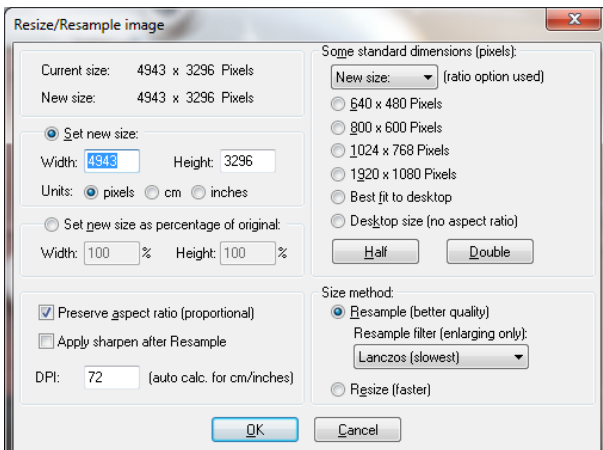 Resize/Resample image
Current size: 4943 x 3296 Pixels
New size: 4943 x 3296 Pixels
Set new size:
Width: 4943 Height: 3296
Units: pixels cm inches
Set new size as percentage of original:
Width: 100 % Height: 100 %
Preserve aspect ratio (proportional)
Apply sharpen after Resample
DPI: 72 (auto calc. for cm/inches)
Some standard dimensions (pixels):
New size: (ratio option used)
640 x 480 Pixels
800 x 600 Pixels
1024 x 768 Pixels
1920 x 1080 Pixels
Best fit to desktop
Desktop size (no aspect ratio)
Half Double
Size method:
Resample (better quality)
Resample filter (enlarging only):
Lanczos (slowest)
Resize (faster)
OK Cancel